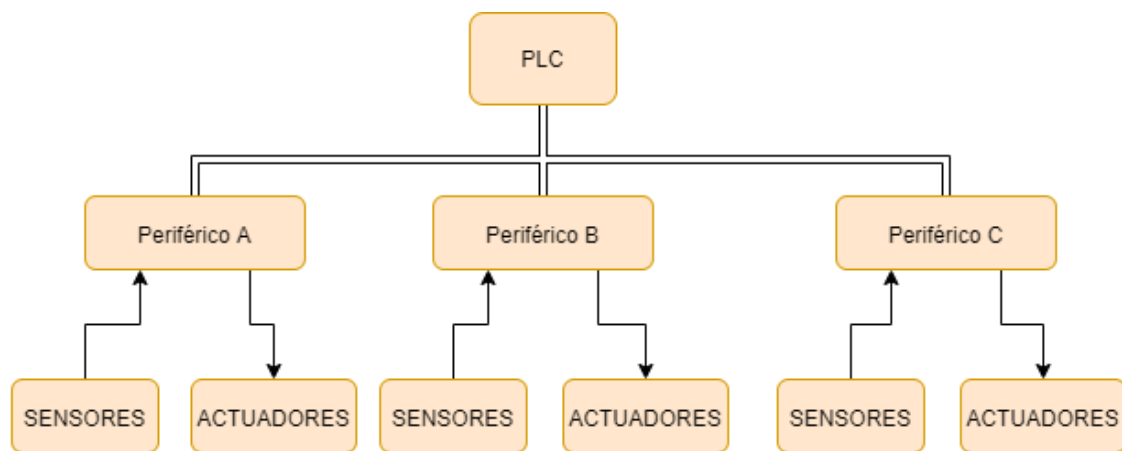 PLC
Periférico A
Periférico B
Periférico C
SENSORES
ACTUADORES
SENSORES
ACTUADORES
SENSORES
ACTUADORES